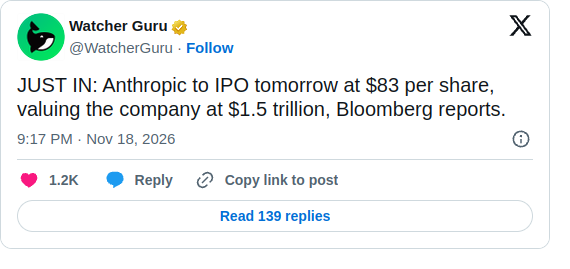 Watcher Guru
@WatcherGuru · Follow
JUST IN: Anthropic to IPO tomorrow at $83 per share,
valuing the company at $1.5 trillion, Bloomberg reports.
9:17 PM · Nov 18, 2026
1.2K Reply Copy link to post
Read 139 replies